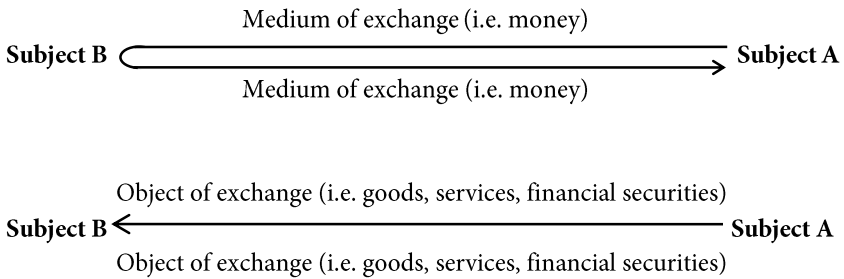 Medium of exchange (i.e. money)
Subject B Subject A
Medium of exchange (i.e. money)
Object of exchange (i.e. goods, services, financial securities)
Subject B Subject A
Object of exchange (i.e. goods, services, financial securities)